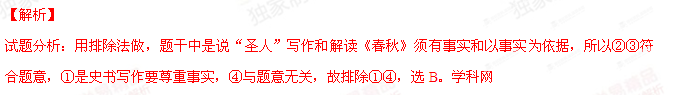 【解析】
试题分析：用排除法做，题干中是说“圣人”写作和解读《春秋》须有事实和以事实为依据，所以②③符
合题意，①是史书写作要尊重事实，④与题意无关，故排除①④，选 B。学科网